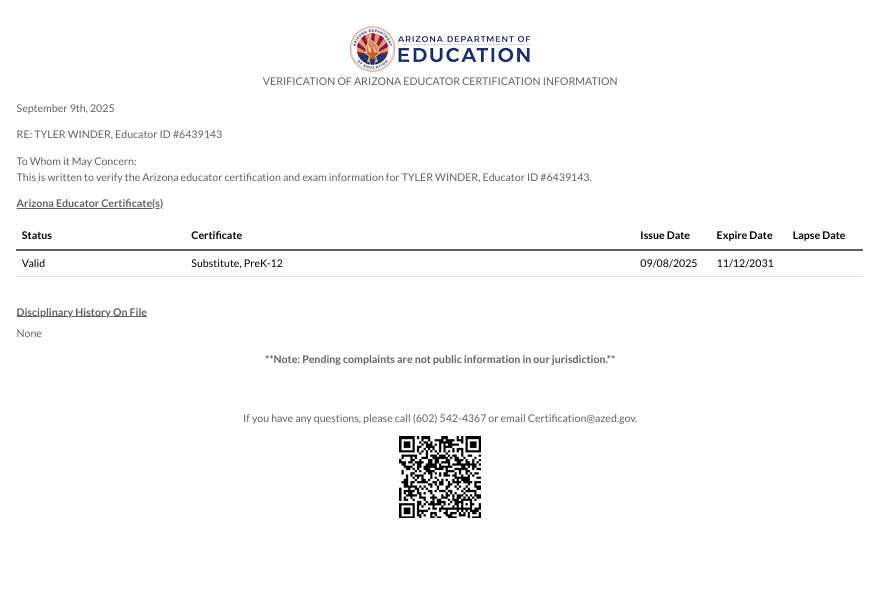 ARIZONA DEPARTMENT OF
EDUCATION
VERIFICATION OF ARIZONA EDUCATOR CERTIFICATION INFORMATION
September 9th, 2025
RE: TYLER WINDER, Educator ID #6439143
To Whom it May Concern:
This is written to verify the Arizona educator certification and exam information for TYLER WINDER, Educator ID #6439143.
Arizona Educator Certificate(s)
Status Certificate Issue Date Expire Date Lapse Date
Valid Substitute, PreK-12 09/08/2025 11/12/2031
Disciplinary History On File
None
**Note: Pending complaints are not public information in our jurisdiction.**
If you have any questions, please call (602) 542-4367 or email Certification@azed.gov.